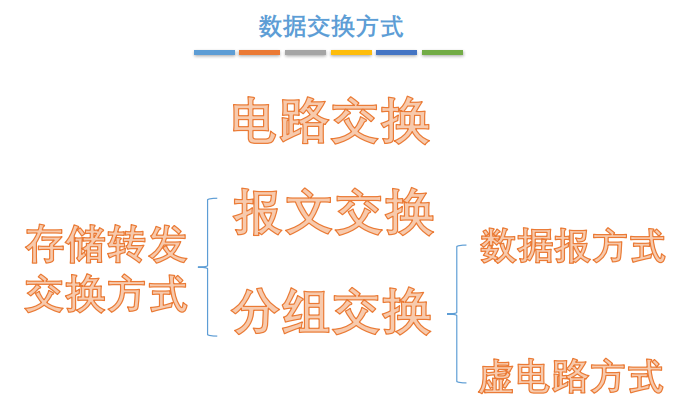 数据交换方式
电路交换
报文交换
存储转发
交换方式
分组交换
数据报方式
虚电路方式